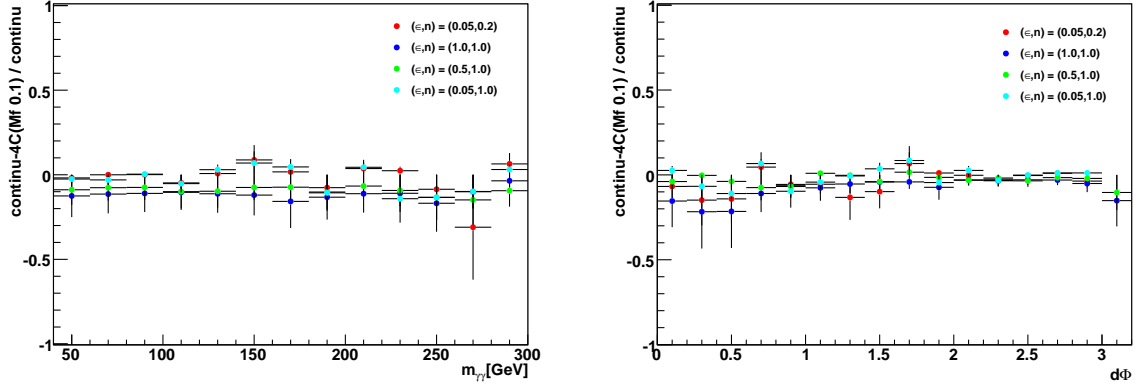 continu-4C(Mf 0.1) / continu
1
0.5
0
-0.5
-1
(∈,n) = (0.05,0.2)
(∈,n) = (1.0,1.0)
(∈,n) = (0.5,1.0)
(∈,n) = (0.05,1.0)
50 100 150 200 250 300
mγγ[GeV]
continu-4C(Mf 0.1) / continu
1
0.5
0
-0.5
-1
(∈,n) = (0.05,0.2)
(∈,n) = (1.0,1.0)
(∈,n) = (0.5,1.0)
(∈,n) = (0.05,1.0)
0 0.5 1 1.5 2 2.5 3
dΦ